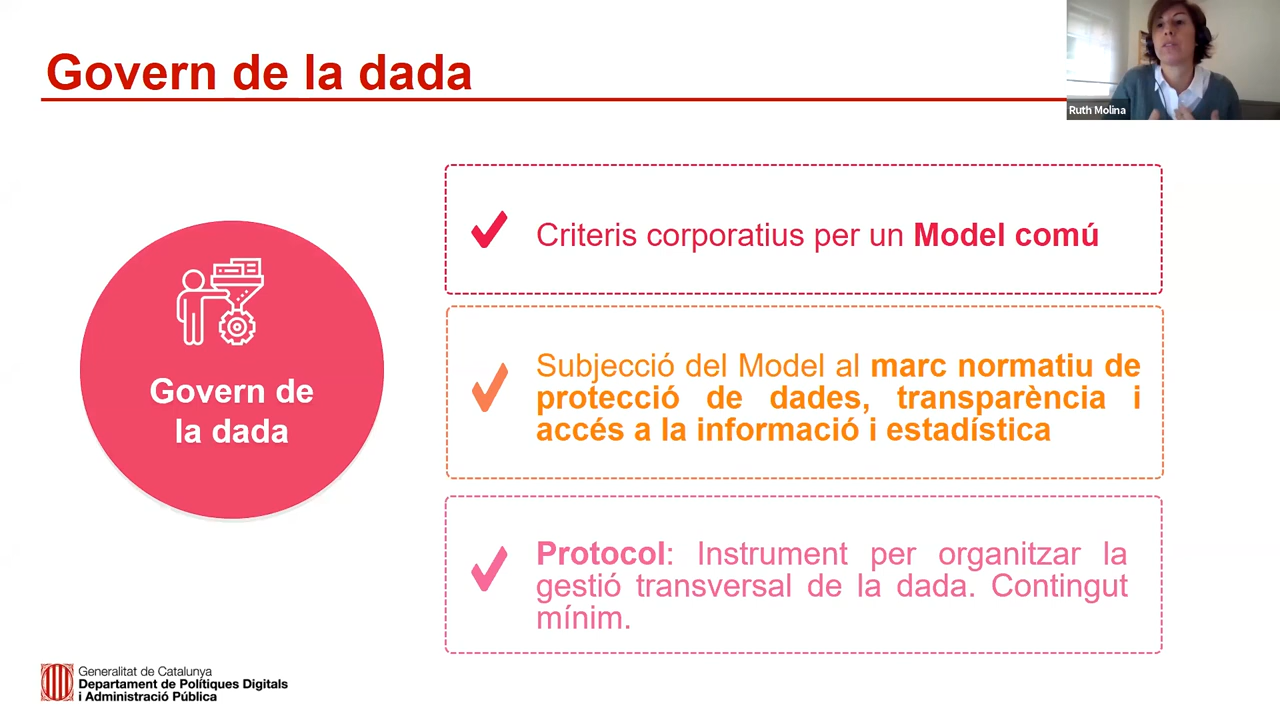 Govern de la dada
Ruth Molina
Govern de
la dada
Criteris corporatius per un Model comú
Subjecció del Model al marc normatiu de
protecció de dades, transparència i
accés a la informació i estadística
Protocol: Instrument per organitzar la
gestió transversal de la dada. Contingut
mínim.
Generalitat de Catalunya
Departament de Polítiques Digitals
i Administració Pública